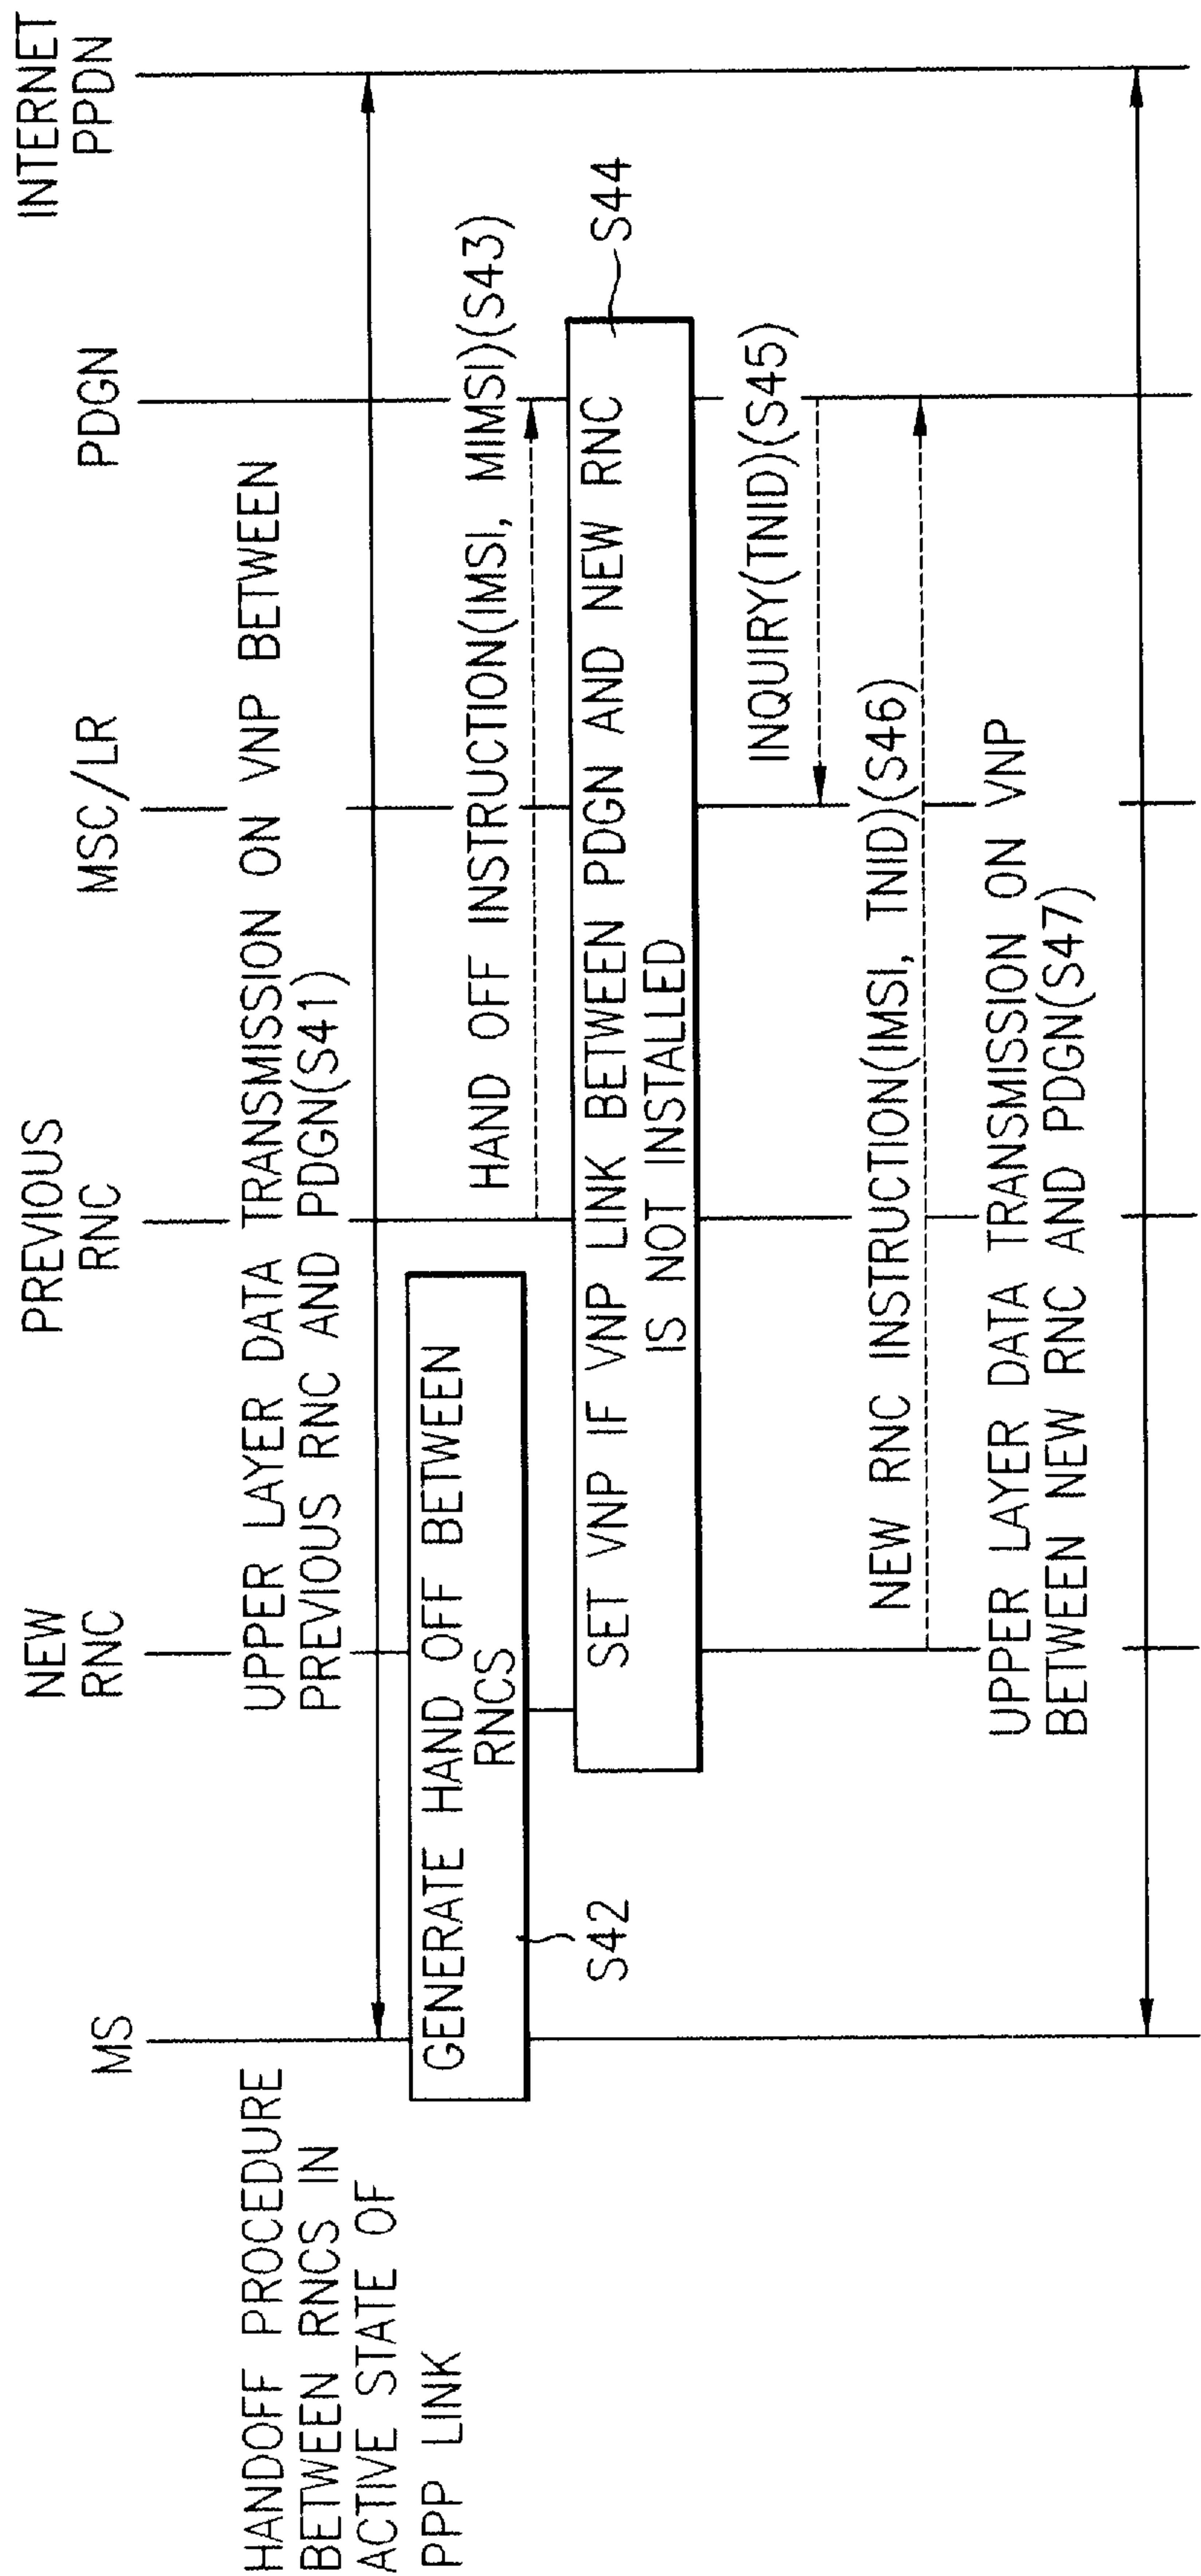 MS
NEW
RNC
PREVIOUS
RNC
MSC/LR
PDGN
INTERNET
PPDN
HANDOFF PROCEDURE
BETWEEN RNCS IN
ACTIVE STATE OF
PPP LINK
UPPER LAYER DATA TRANSMISSION ON VNP BETWEEN
PREVIOUS RNC AND PDGN(S41)
GENERATE HAND OFF BETWEEN
RNCS
S42
HAND OFF INSTRUCTION(IMSI, MIMSI)(S43)
SET VNP IF VNP LINK BETWEEN PDGN AND NEW RNC
IS NOT INSTALLED
S44
INQUIRY(TNID)(S45)
NEW RNC INSTRUCTION(IMSI, TNID)(S46)
UPPER LAYER DATA TRANSMISSION ON VNP
BETWEEN NEW RNC AND PDGN(S47)